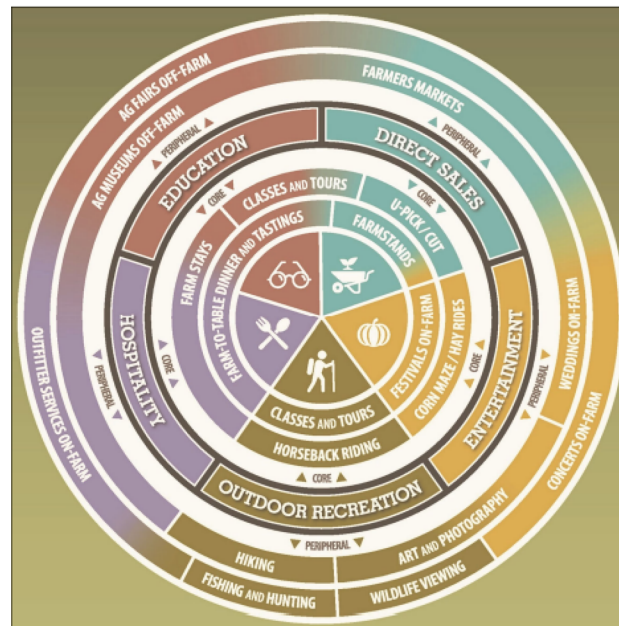 AG FAIRS OFF-FARM
AG MUSEUMS OFF-FARM
FARMERS MARKETS
PERIPHERAL
PERIPHERAL
EDUCATION
DIRECT SALES
CORE
CORE
CLASSES AND TOURS
U-PICK / CUT
FARMSTANDS
FARM STAYS
FARM-TO-TABLE DINNER AND TASTINGS
FESTIVALS ON-FARM
CORN MAZE / HAY RIDES
HOSPITALITY
CORE
CORE
ENTERTAINMENT
PERIPHERAL
PERIPHERAL
OUTFITTER SERVICES ON-FARM
WEDDINGS ON-FARM
CONCERTS ON-FARM
CLASSES AND TOURS
HORSEBACK RIDING
CORE
OUTDOOR RECREATION
PERIPHERAL
HIKING
ART AND PHOTOGRAPHY
FISHING AND HUNTING
WILDLIFE VIEWING